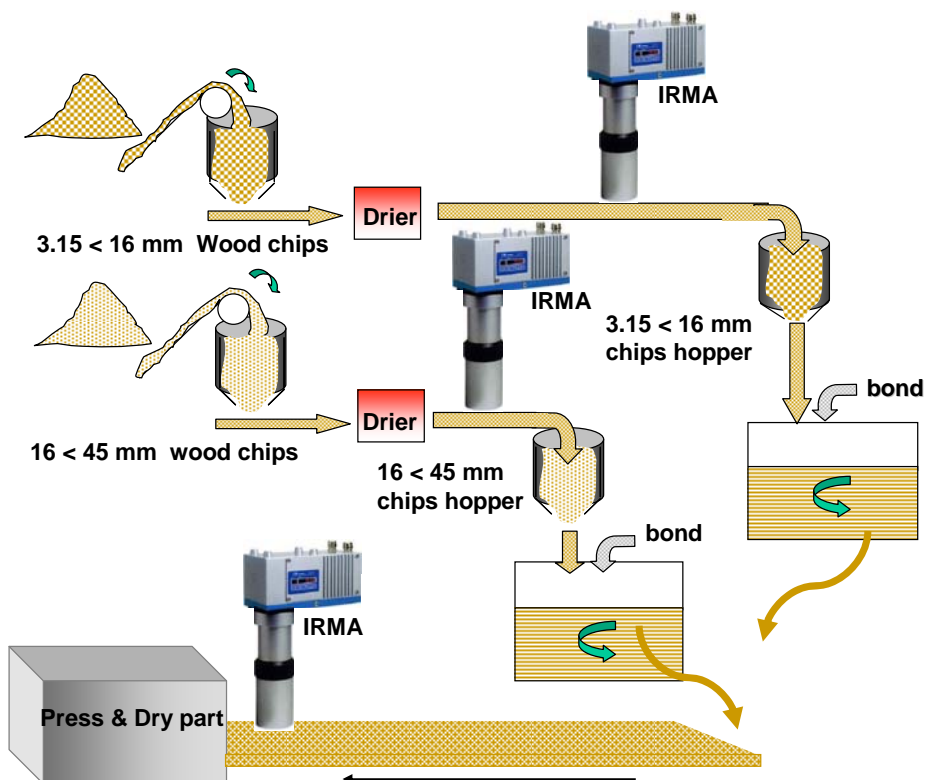 IRMA
Drier
3.15 < 16 mm  Wood chips
IRMA
3.15 < 16 mm
chips hopper
bond
Drier
16 < 45 mm  wood chips
16 < 45 mm
chips hopper
bond
IRMA
Press & Dry part